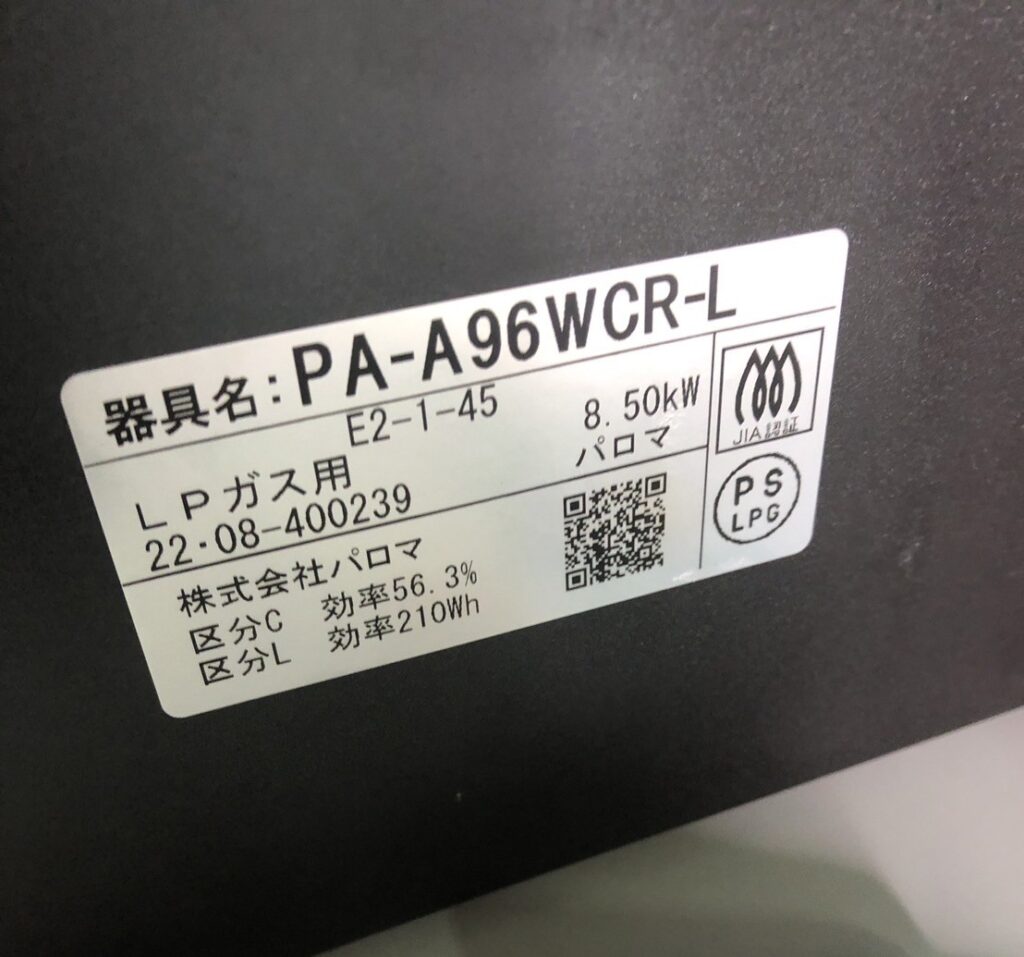 器具名:PA-A96WCR-L
E2-1-45
8.50kW
LPガス用
パロマ
22・08-400239
株式会社パロマ
区分C 効率56.3%
区分L 効率210Wh
JIA認証
PS
LPG